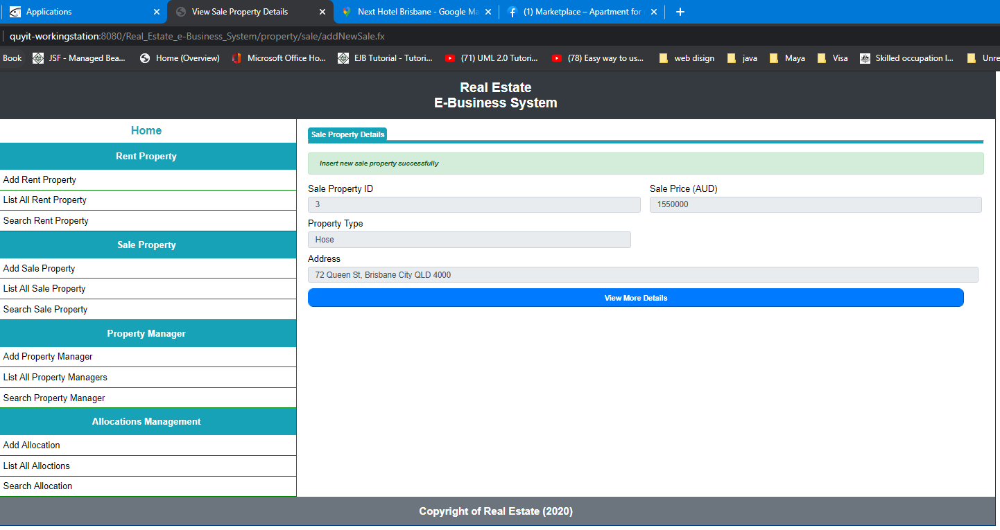 Applications
View Sale Property Details
Next Hotel Brisbane - Google Ma
(1) Marketplace – Apartment for
quyit-workingstation:8080/Real_Estate_e-Business_System/property/sale/addNewSale.fx
Book JSF - Managed Bea... Home (Overview) Microsoft Office Ho... EJB Tutorial - Tutori... (71) UML 2.0 Tutori... (78) Easy way to us... web disign java Maya Visa Skilled occupation l... Unre
Real Estate
E-Business System
Home
Rent Property
Add Rent Property
List All Rent Property
Search Rent Property
Sale Property
Add Sale Property
List All Sale Property
Search Sale Property
Property Manager
Add Property Manager
List All Property Managers
Search Property Manager
Allocations Management
Add Allocation
List All Alloctions
Search Allocation
Sale Property Details
Insert new sale property successfully
Sale Property ID
3
Sale Price (AUD)
1550000
Property Type
Hose
Address
72 Queen St, Brisbane City QLD 4000
View More Details
Copyright of Real Estate (2020)